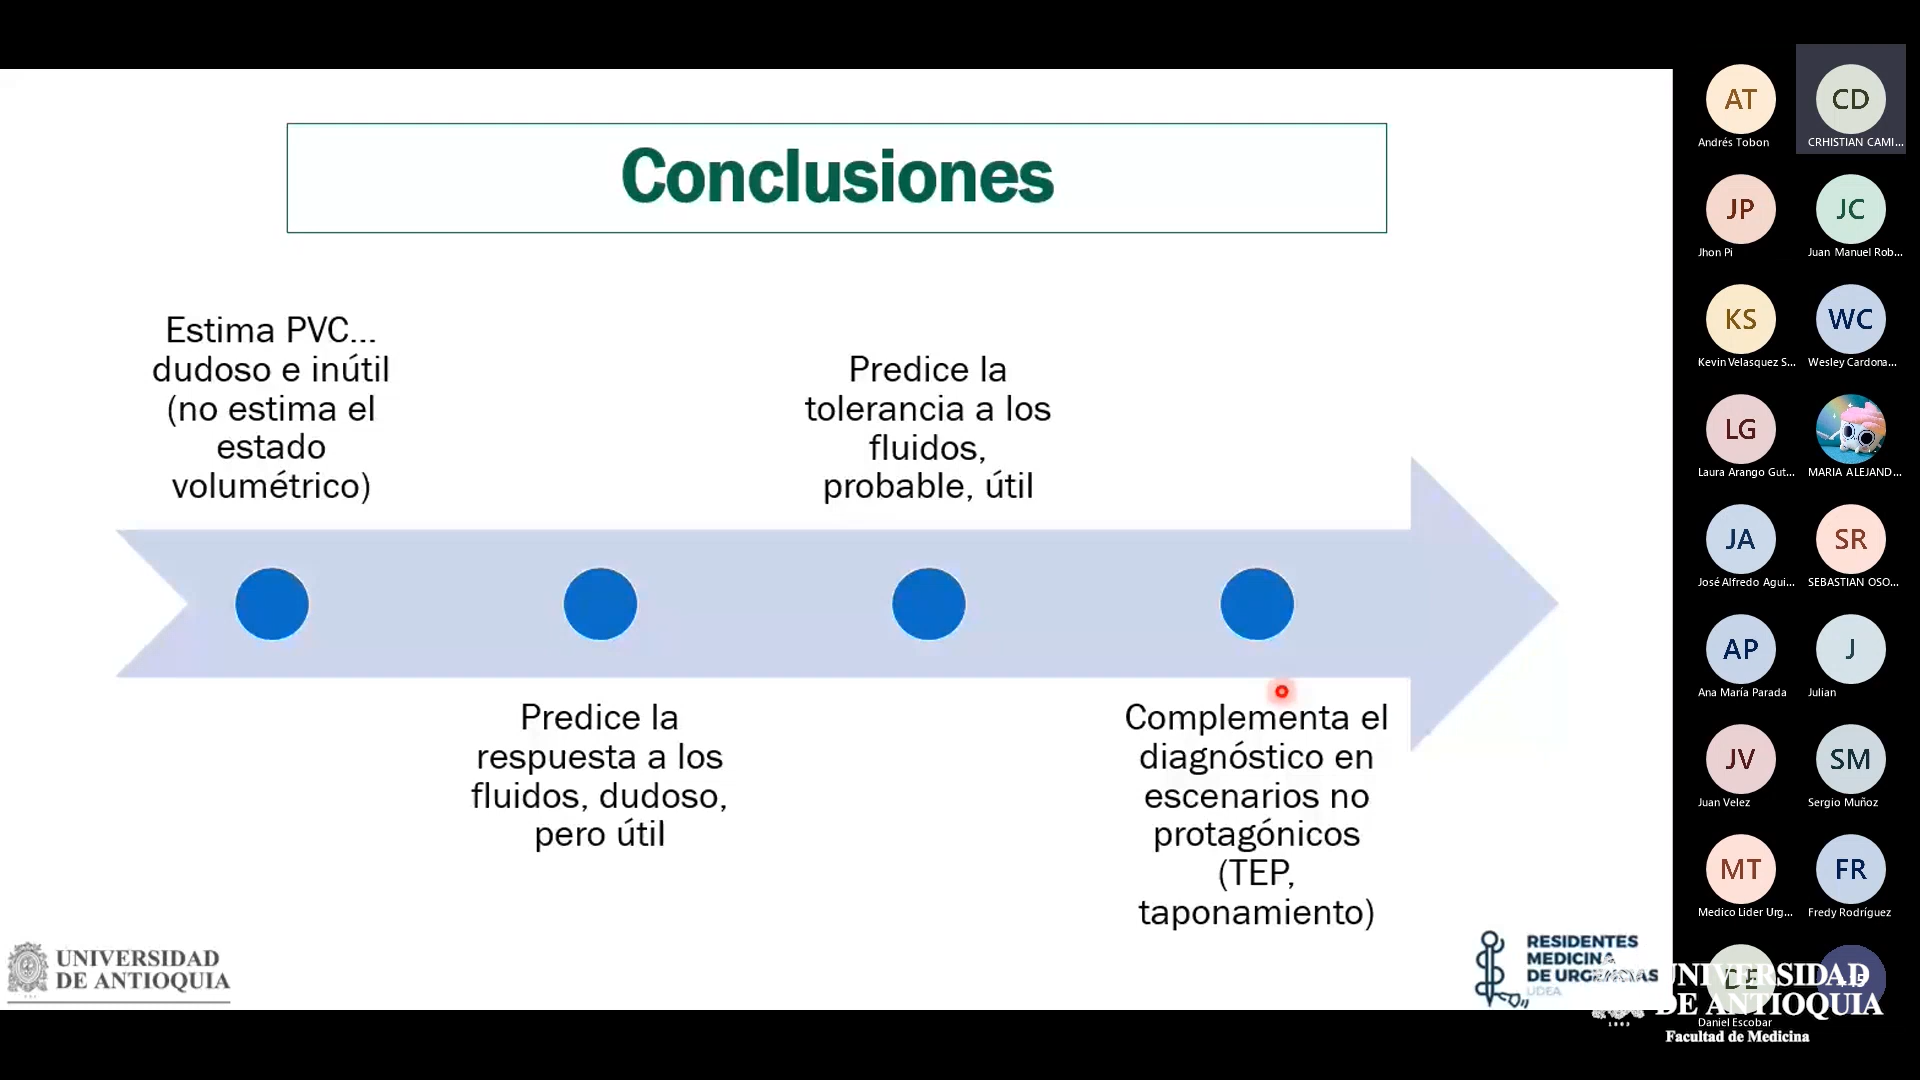 Conclusiones
Estima PVC...
dudoso e inútil
(no estima el
estado
volumétrico)
Predice la
respuesta a los
fluidos, dudoso,
pero útil
Predice la
tolerancia a los
fluidos,
probable, útil
Complementa el
diagnóstico en
escenarios no
protagónicos
(TEP,
taponamiento)
UNIVERSIDAD
DE ANTIOQUIA
RESIDENTES
MEDICINA
DE URGENCIAS
UDEA
AT
Andrés Tobon
CD
CRHISTIAN CAMI...
JP
Jhon Pi
JC
Juan Manuel Rob...
KS
Kevin Velasquez S...
WC
Wesley Cardona...
LG
Laura Arango Gut...
MARIA ALEJAND...
JA
José Alfredo Agui...
SR
SEBASTIAN OSO...
AP
Ana María Parada
J
Julian
JV
Juan Velez
SM
Sergio Muñoz
MT
Medico Lider Urg...
FR
Fredy Rodríguez
DE
Daniel Escobar
UNIVERSIDAD
DE ANTIOQUIA
1803
Facultad de Medicina